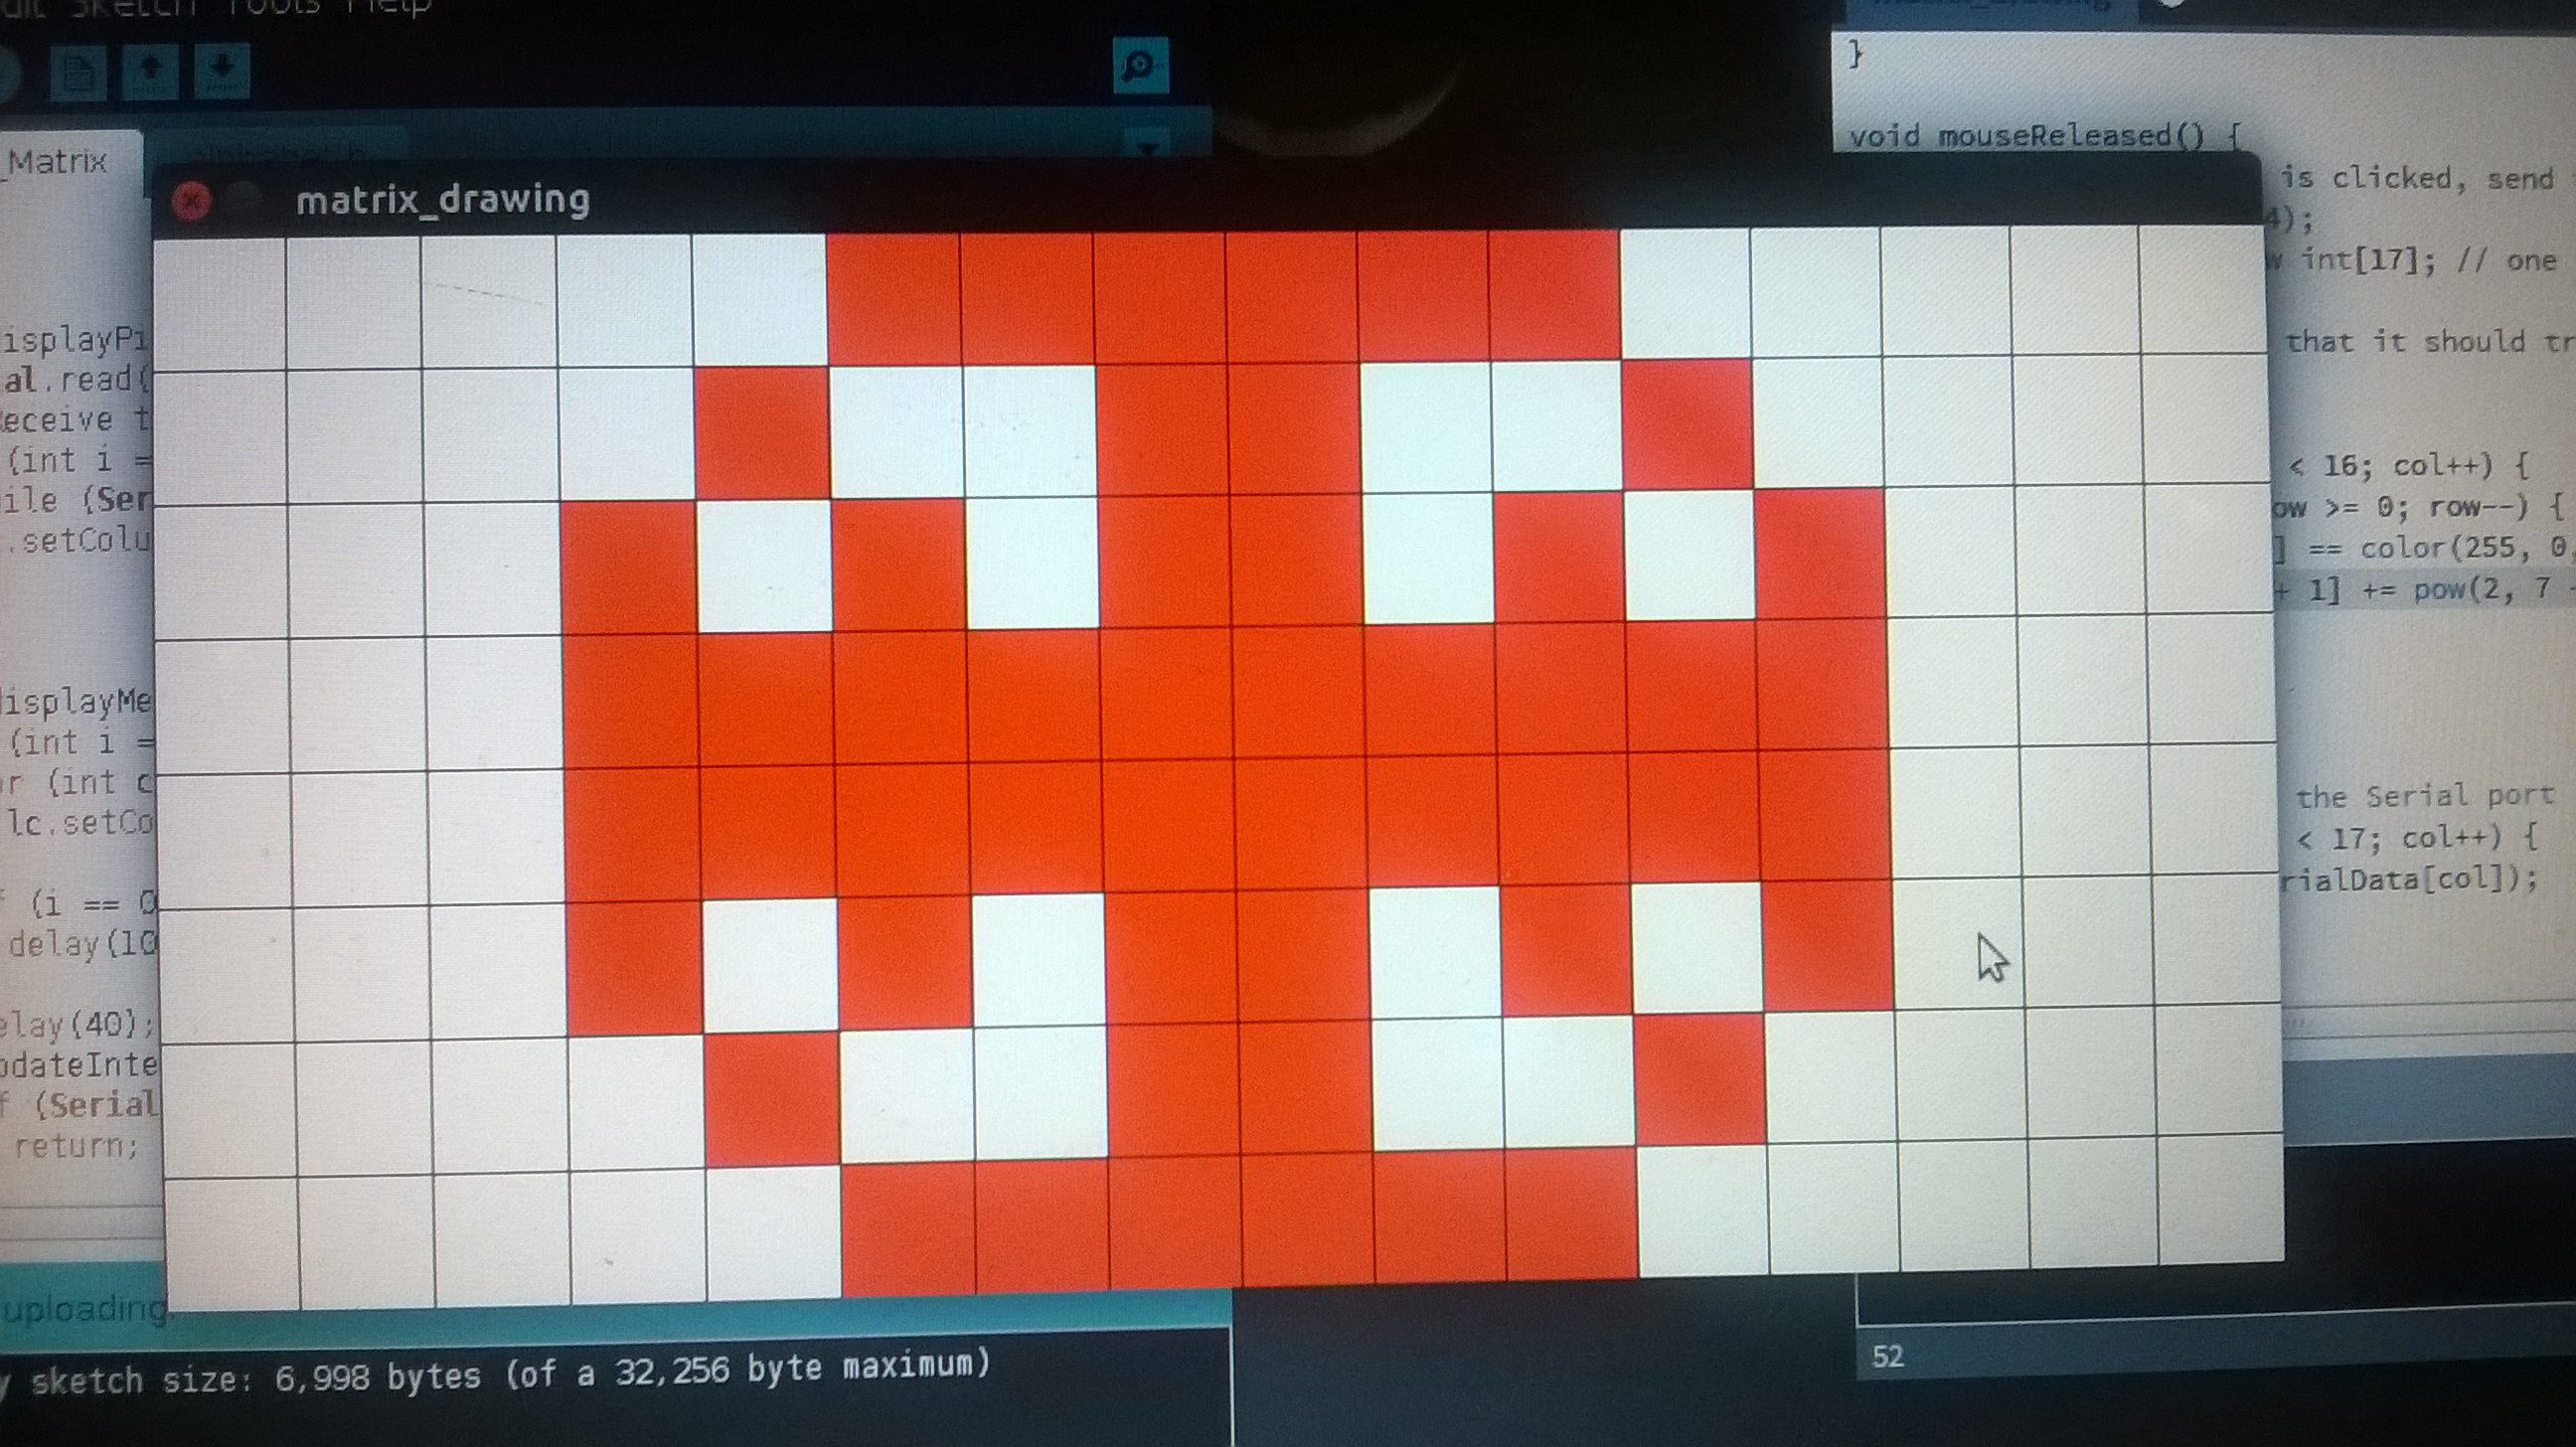 Sketch Tools Help
_Matrix
matrix_drawing
isplayPi
al.read(
eceive t
(int i =
ile (Ser
.setColu
isplayMe
(int i =
r (int c
lc.setCo
(i == 0
delay(10
elay(40);
pdateInte
f (Serial
return;
uploading.
sketch size: 6,998 bytes (of a 32,256 byte maximum)
}
void mouseReleased() {
is clicked, send
4);
w int[17]; // one
that it should tr
< 16; col++) {
ow >= 0; row--) {
] == color(255, 0,
+ 1] += pow(2, 7
the Serial port
< 17; col++) {
rialData[col]);
52